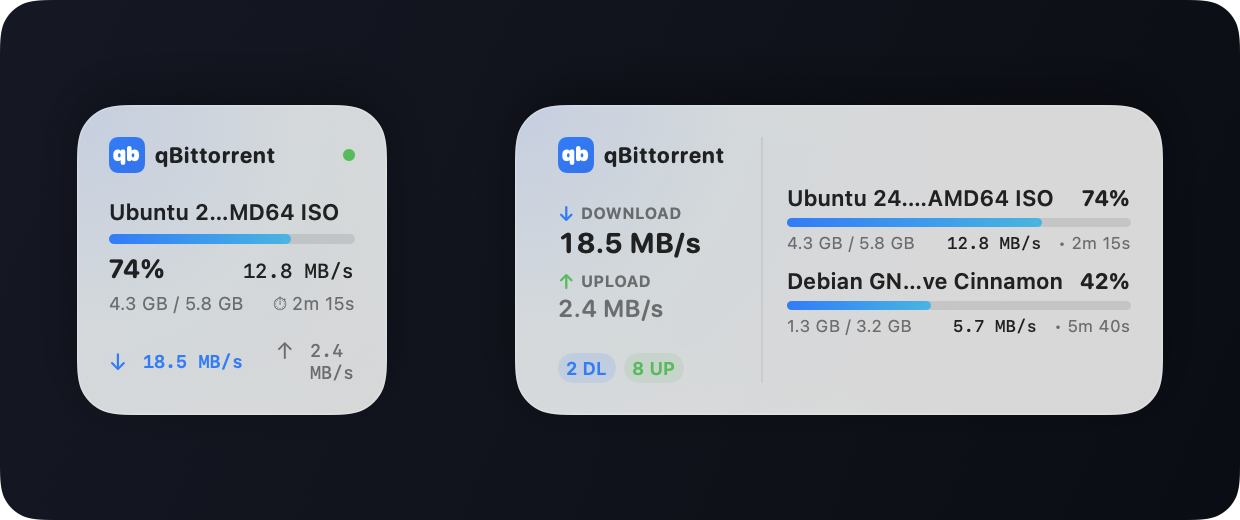 qb qBittorrent
Ubuntu 2...MD64 ISO
74% 12.8 MB/s
4.3 GB / 5.8 GB ⏱ 2m 15s
↓ 18.5 MB/s ↑ 2.4
MB/s
qb qBittorrent
↓ DOWNLOAD
18.5 MB/s
↑ UPLOAD
2.4 MB/s
2 DL 8 UP
Ubuntu 24....AMD64 ISO 74%
4.3 GB / 5.8 GB 12.8 MB/s • 2m 15s
Debian GN...ve Cinnamon 42%
1.3 GB / 3.2 GB 5.7 MB/s • 5m 40s